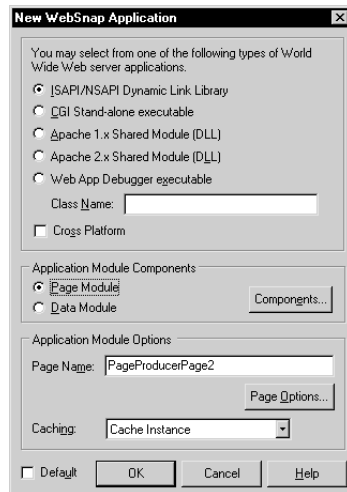 New WebSnap Application
You may select from one of the following types of World
Wide Web server applications.
ISAPI/NSAPI Dynamic Link Library
CGI Stand-alone executable
Apache 1.x Shared Module (DLL)
Apache 2.x Shared Module (DLL)
Web App Debugger executable
Class Name:
Cross Platform
Application Module Components
Page Module
Data Module
Components...
Application Module Options
Page Name: PageProducerPage2
Page Options...
Caching: Cache Instance
Default OK Cancel Help